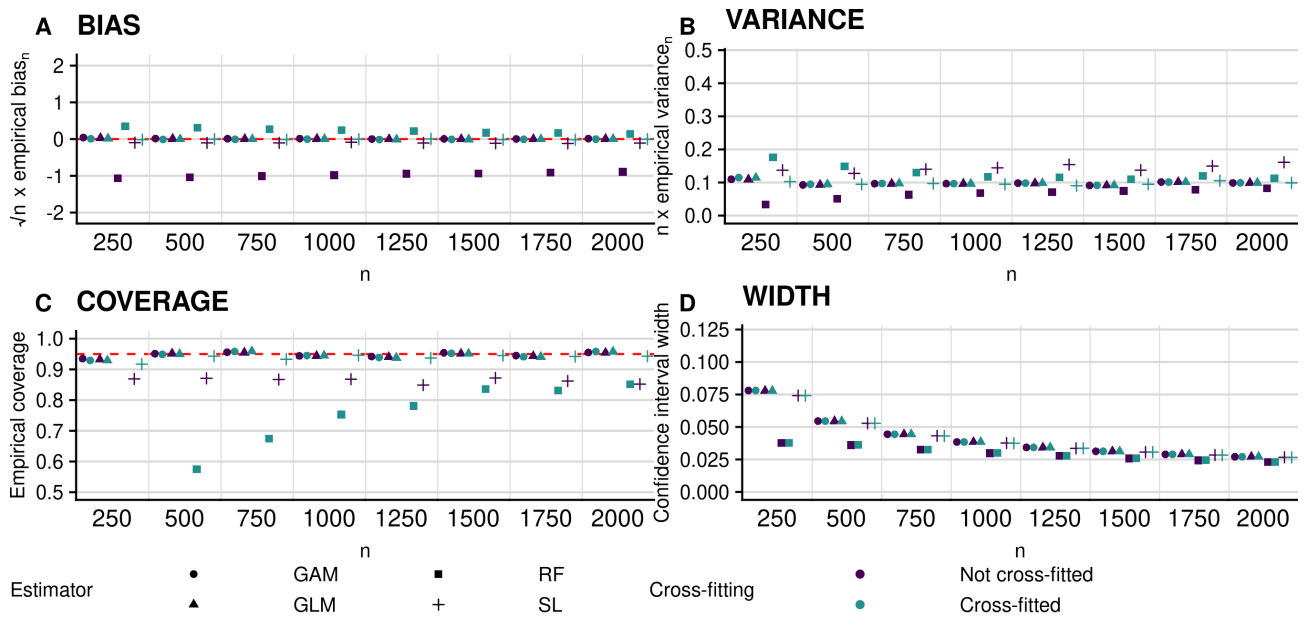 A BIAS
√n x empirical biasₙ
2
1
0
-1
-2
250 500 750 1000 1250 1500 1750 2000
n
B VARIANCE
n x empirical varianceₙ
0.5
0.4
0.3
0.2
0.1
0.0
250 500 750 1000 1250 1500 1750 2000
n
C COVERAGE
Empirical coverage
1.0
0.9
0.8
0.7
0.6
0.5
250 500 750 1000 1250 1500 1750 2000
n
D WIDTH
Confidence interval width
0.125
0.100
0.075
0.050
0.025
0.000
250 500 750 1000 1250 1500 1750 2000
n
Estimator
GAM
GLM
RF
SL
Cross-fitting
Not cross-fitted
Cross-fitted